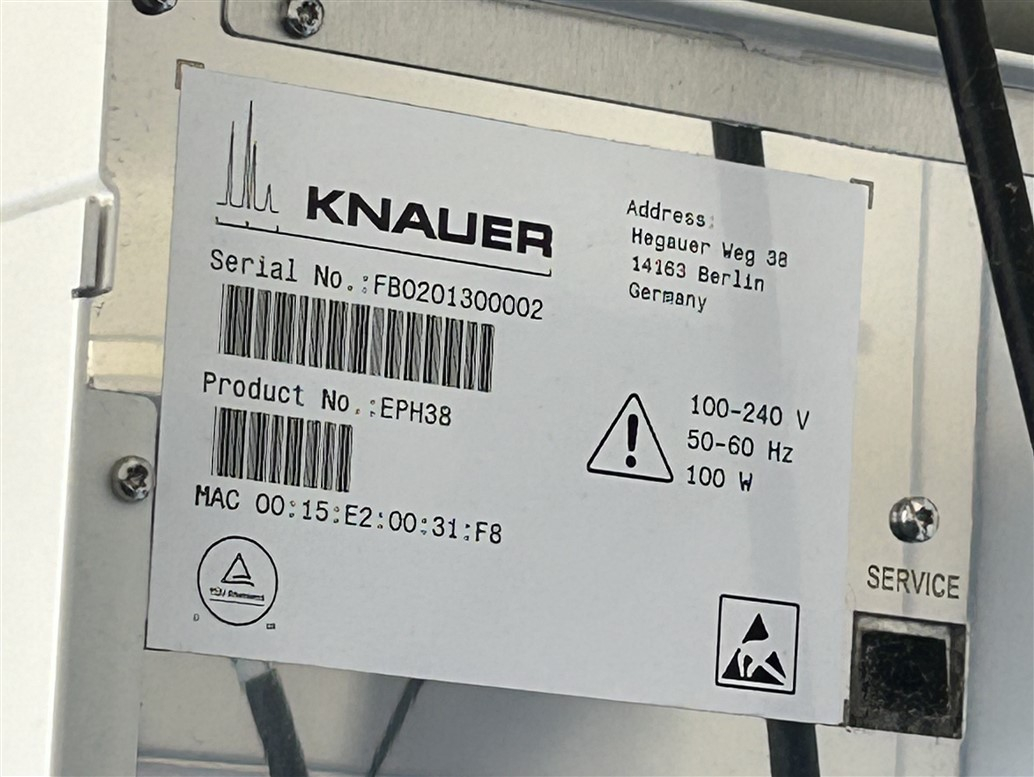 KNAUER
Address:
Hegauer Weg 38
14163 Berlin
Germany
Serial No.:FB0201300002
Product No.:EPH38
100-240 V
50-60 Hz
100 W
MAC 00:15:E2:00:31:F8
SERVICE